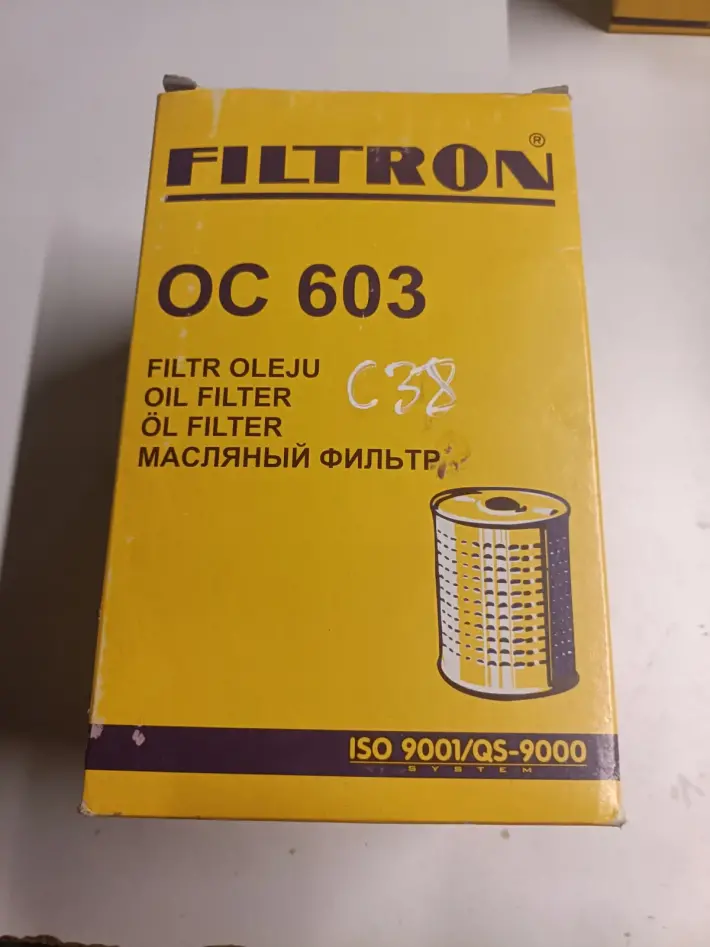 FILTRON®
OC 603
FILTR OLEJU
OIL FILTER
ÖL FILTER
МАСЛЯНЫЙ ФИЛЬТР
C38
ISO 9001/QS-9000
SYSTEM